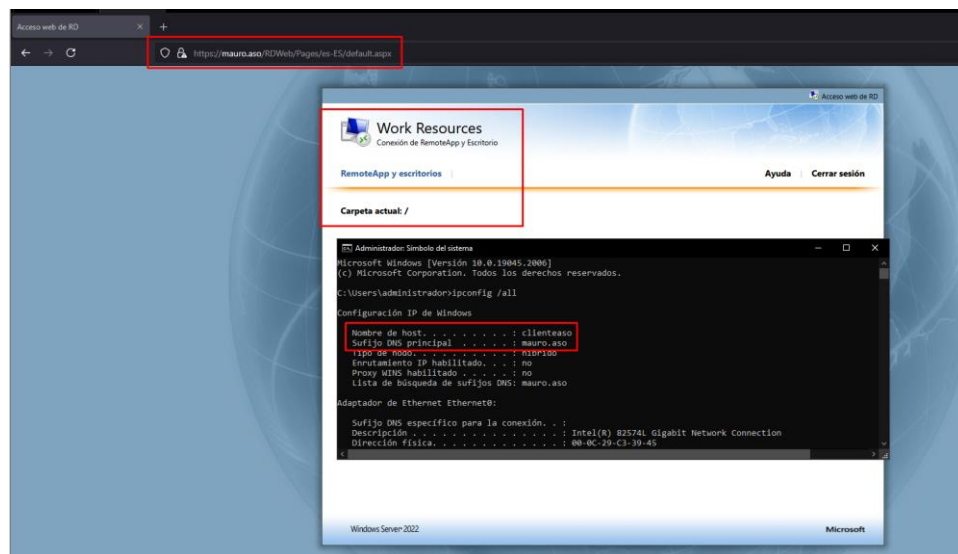 Acceso web de RD
https://mauro.aso/RDWeb/Pages/es-ES/default.aspx
Acceso web de RD
Work Resources
Conexión de RemoteApp y Escritorio
RemoteApp y escritorios
Ayuda Cerrar sesión
Carpeta actual: /
Administrador: Símbolo del sistema
Microsoft Windows [Versión 10.0.19045.2006]
(c) Microsoft Corporation. Todos los derechos reservados.
C:\Users\administrador>ipconfig /all
Configuración IP de Windows
Nombre de host. . . . . . . . . : clienteaso
Sufijo DNS principal . . . . . : mauro.aso
Tipo de nodo. . . . . . . . . . : híbrido
Enrutamiento IP habilitado. . . : no
Proxy WINS habilitado . . . . . : no
Lista de búsqueda de sufijos DNS: mauro.aso
Adaptador de Ethernet Ethernet0:
Sufijo DNS específico para la conexión. . :
Descripción . . . . . . . . . . . . . . . : Intel(R) 82574L Gigabit Network Connection
Dirección física. . . . . . . . . . . . . : 00-0C-29-C3-39-45
Windows Server 2022
Microsoft